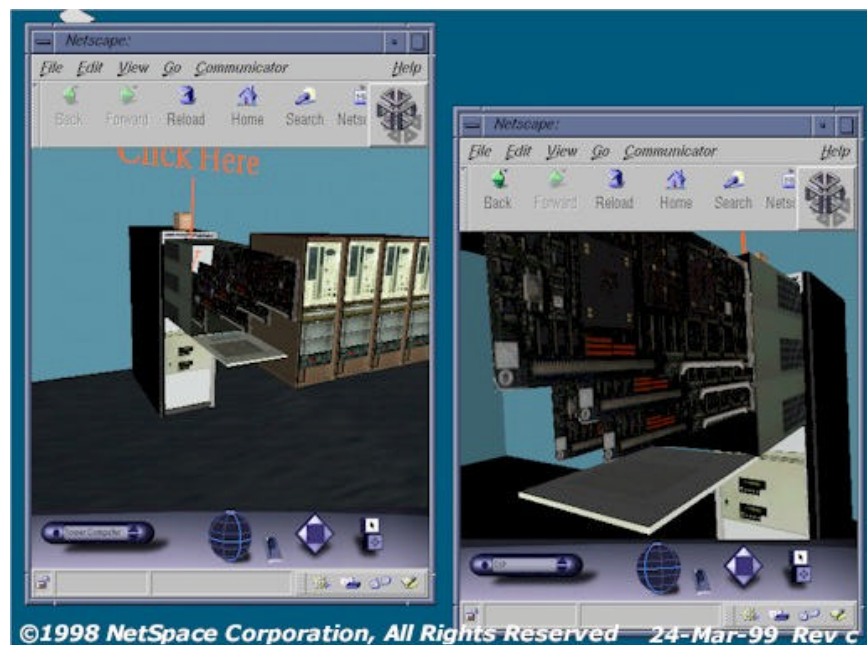 Netscape:
File Edit View Go Communicator Help
Back Forward Reload Home Search Nets
Click Here
Tower Computer
Netscape:
File Edit View Go Communicator Help
Back Forward Reload Home Search Nets
©1998 NetSpace Corporation, All Rights Reserved 24-Mar-99 Rev c